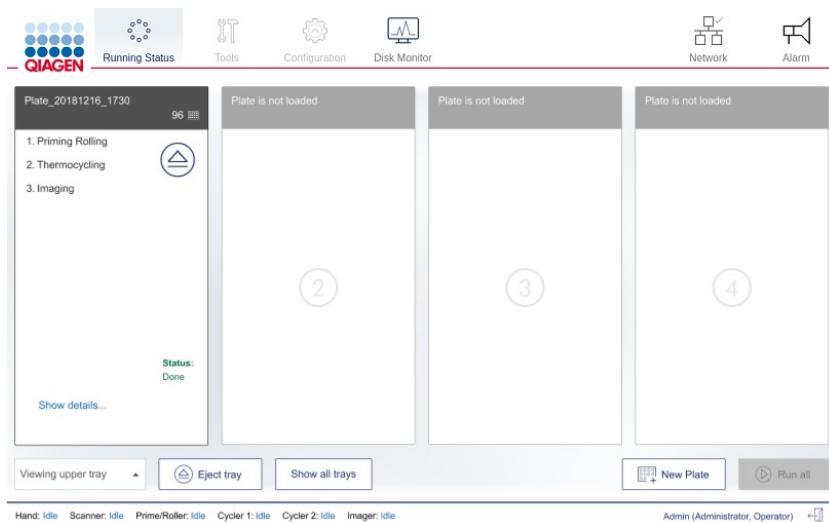 QIAGEN
Running Status
Tools
Configuration
Disk Monitor
Network
Alarm
Plate_20181216_1730
96
Plate is not loaded
Plate is not loaded
Plate is not loaded
1. Priming Rolling
2. Thermocycling
3. Imaging
2
3
4
Status:
Done
Show details...
Viewing upper tray
Eject tray
Show all trays
New Plate
Run all
Hand: Idle Scanner: Idle Prime/Roller: Idle Cycler 1: Idle Cycler 2: Idle Imager: Idle
Admin (Administrator, Operator)